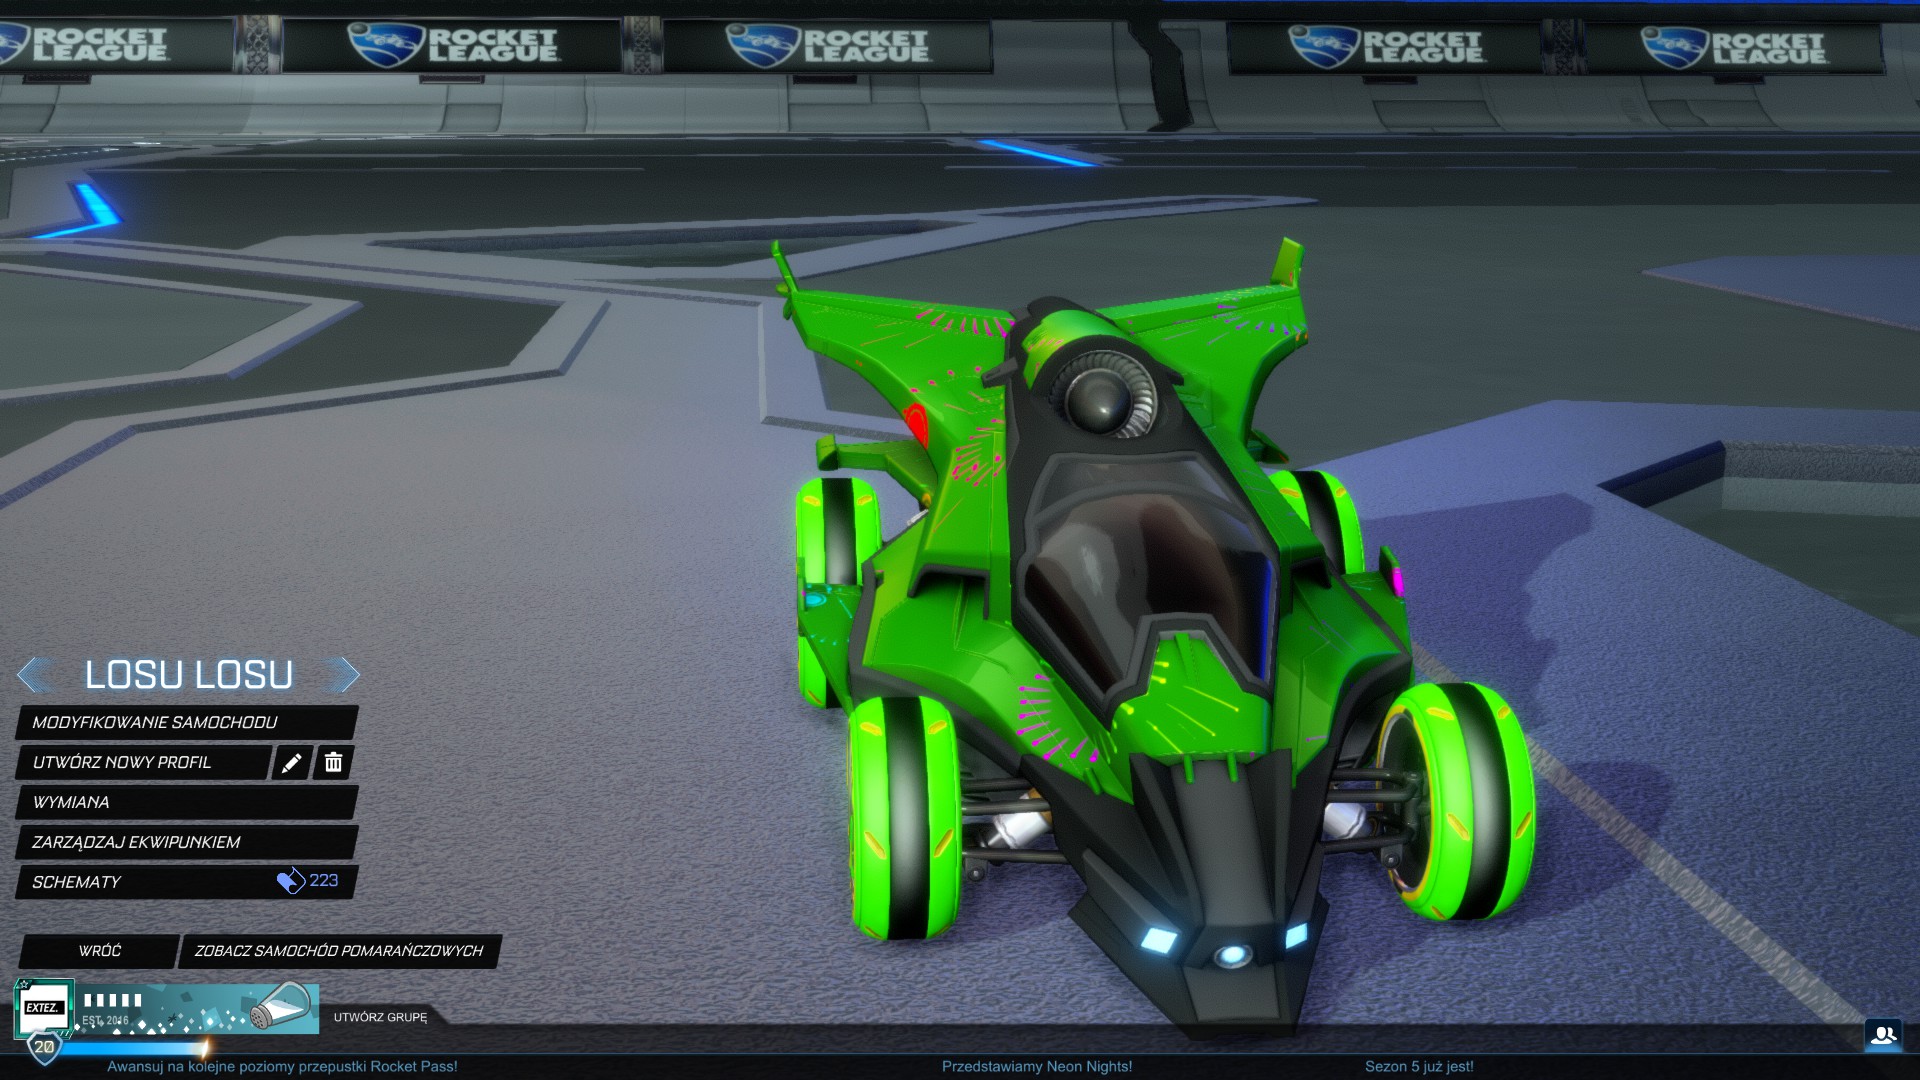 ROCKET LEAGUE
ROCKET LEAGUE
ROCKET LEAGUE
ROCKET LEAGUE
ROCKET LEAGUE
LOSU LOSU
MODYFIKOWANIE SAMOCHODU
UTWÓRZ NOWY PROFIL
WYMIANA
ZARZĄDZAJ EKWIPUNKIEM
SCHEMATY 223
WRÓĆ ZOBACZ SAMOCHÓD POMARAŃCZOWYCH
EXTEZ. IIIII
EST. 2016
UTWÓRZ GRUPĘ
20
Awansuj na kolejne poziomy przepustki Rocket Pass! Przedstawiamy Neon Nights! Sezon 5 już jest!